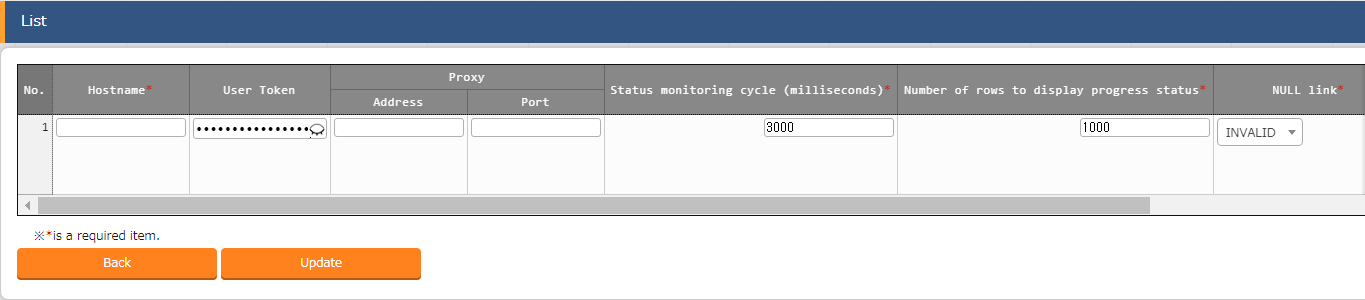 List
No. Hostname* User Token Proxy Address Port Status monitoring cycle (milliseconds)* Number of rows to display progress status* NULL link*
1 •••••••••••••••• 3000 1000 INVALID
※*is a required item.
Back Update